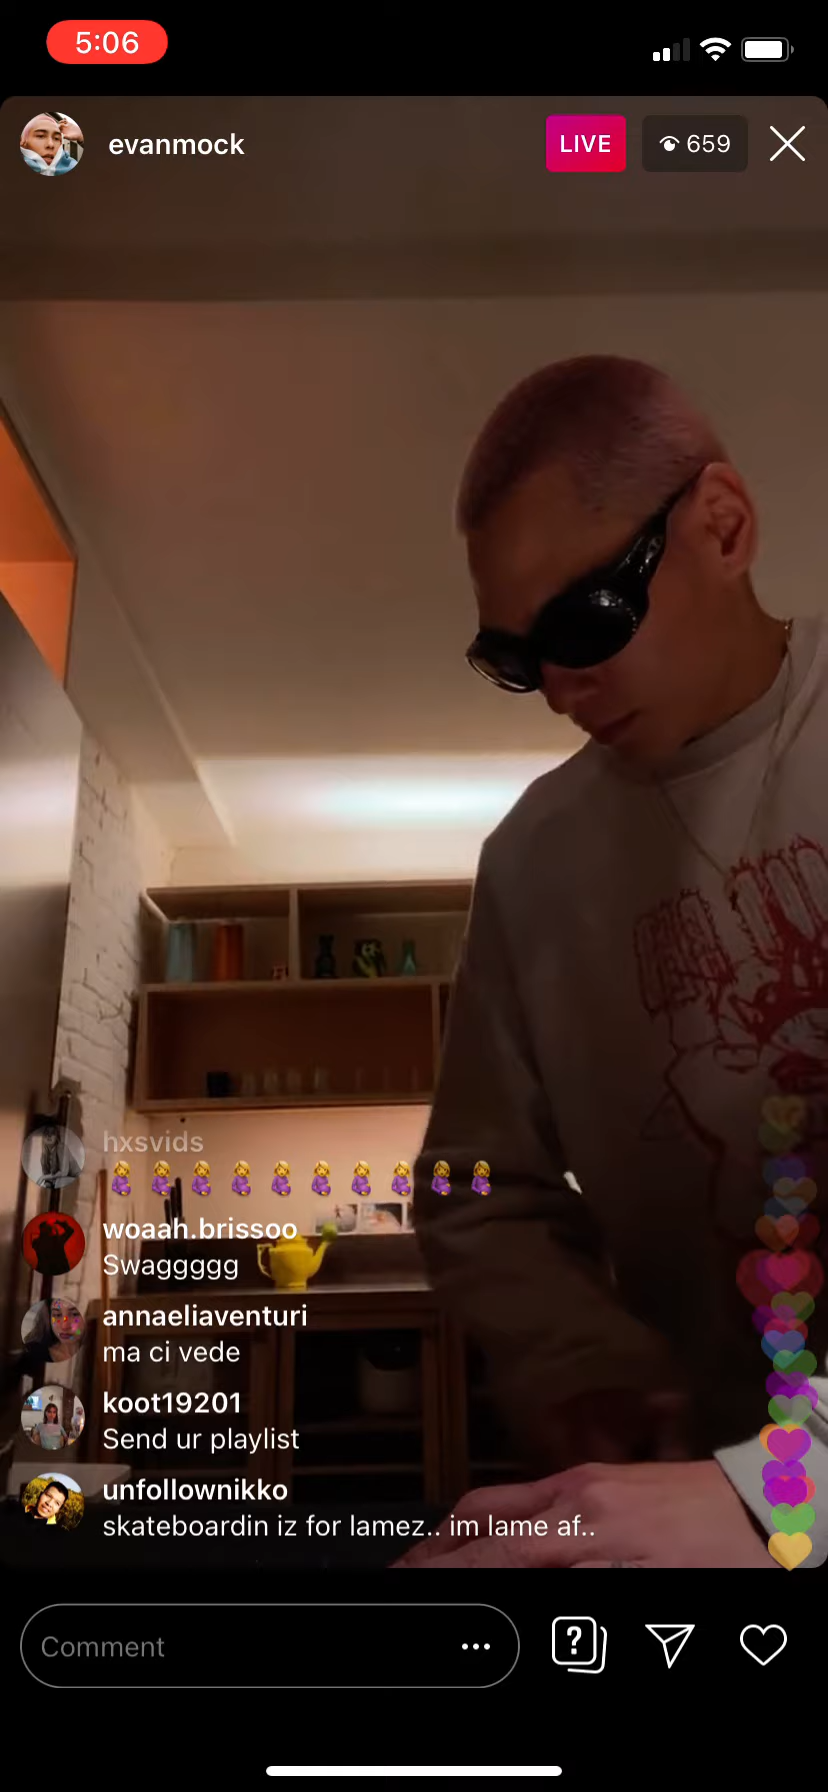 5:06
evanmock
LIVE
659
hxsvids
🤰🤰🤰🤰🤰🤰🤰🤰🤰🤰
woaah.brissoo
Swaggggg
annaeliaventuri
ma ci vede
koot19201
Send ur playlist
unfollownikko
skateboardin iz for lamez.. im lame af..
Comment
?